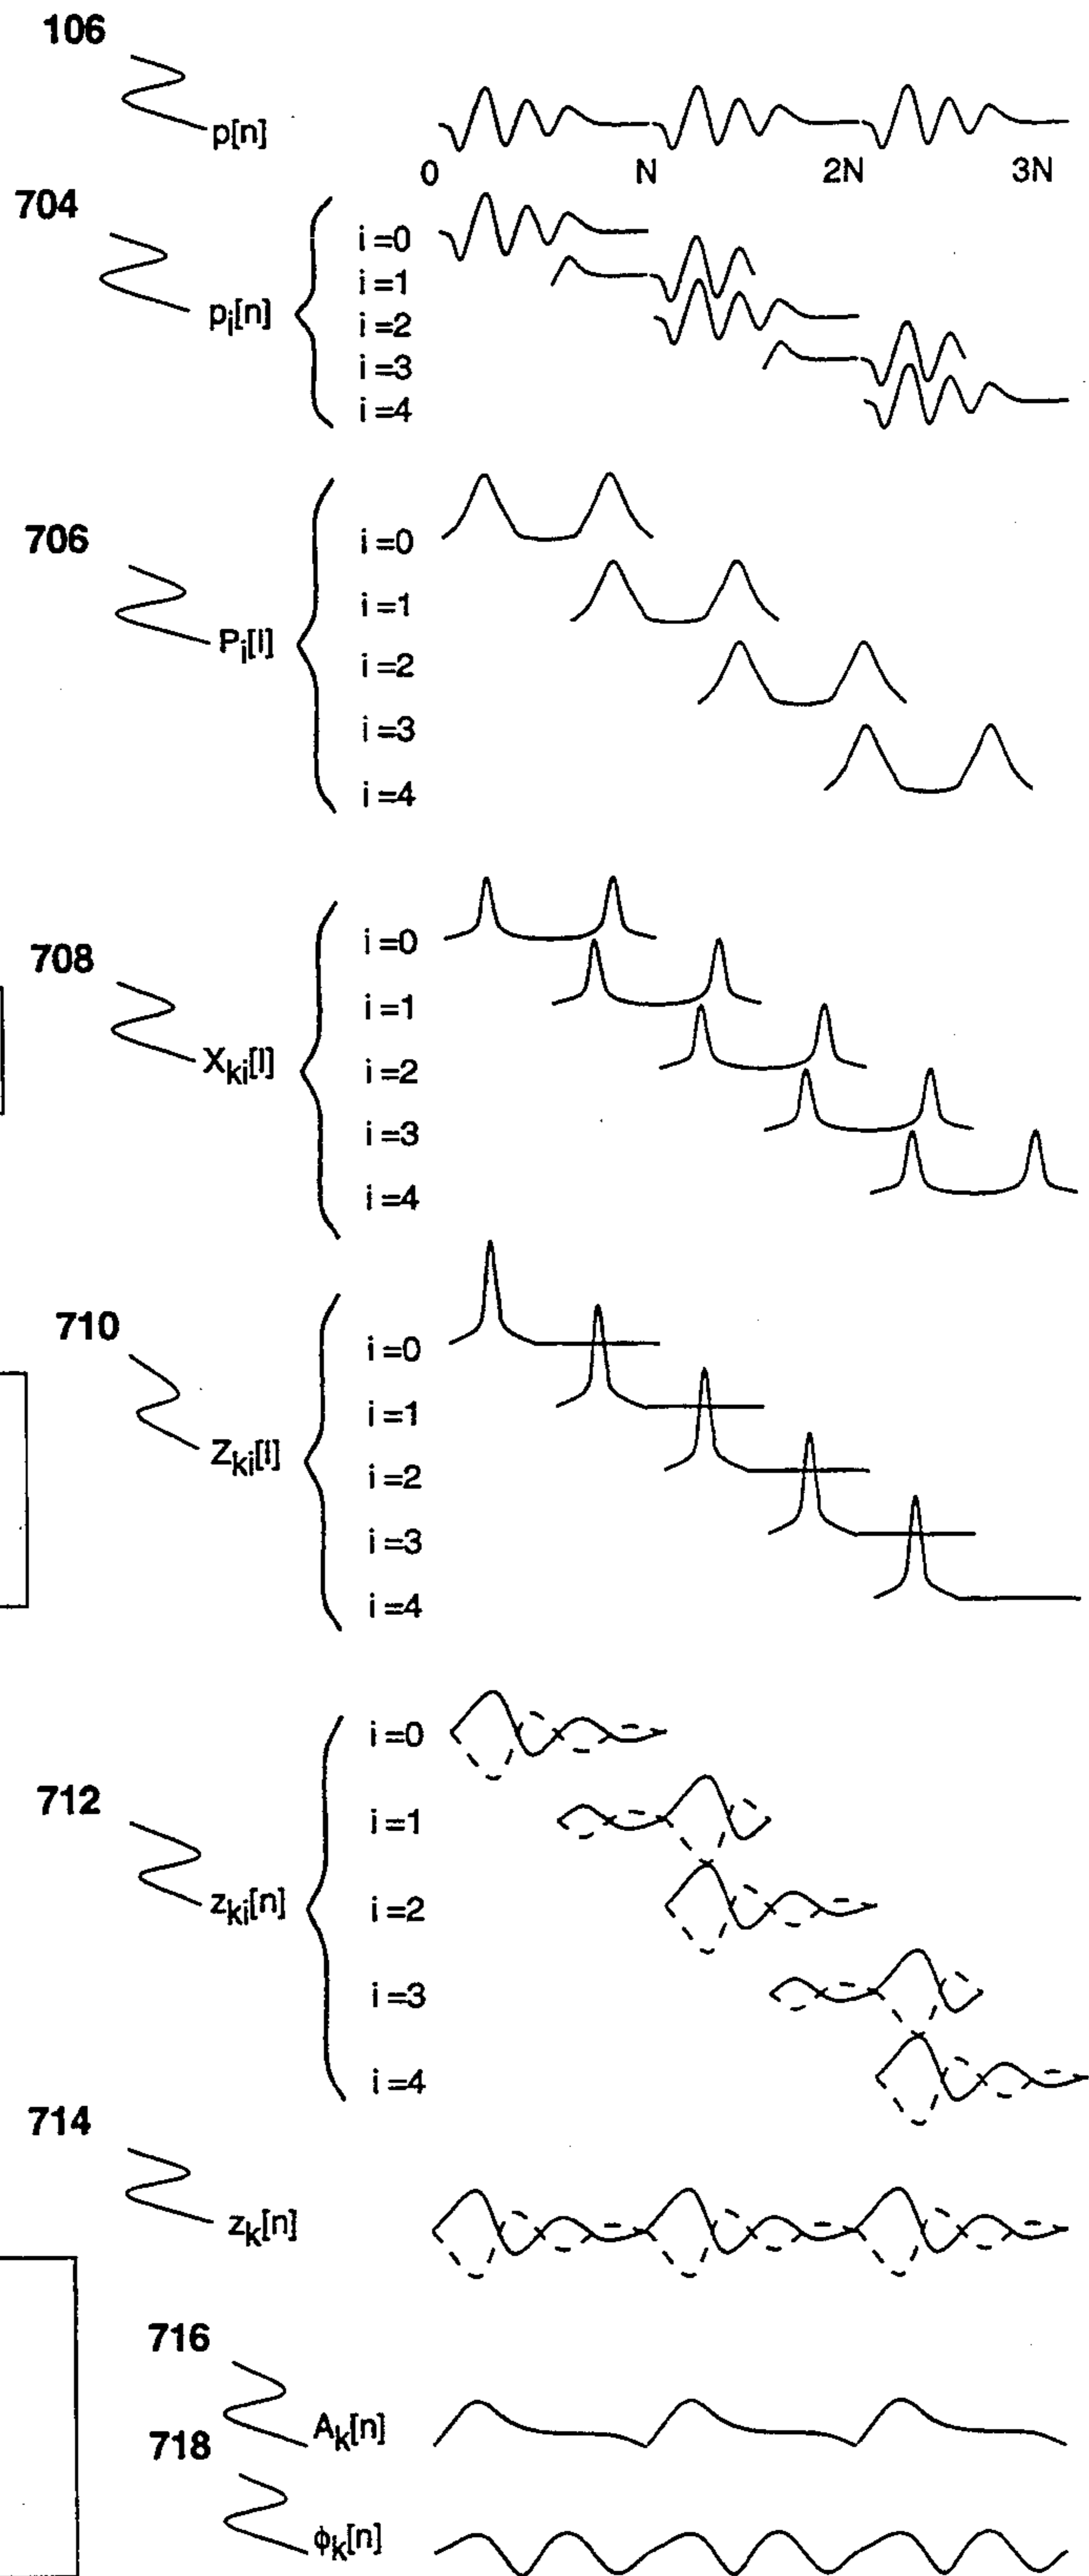 106
p[n]
0 N 2N 3N
704
pi[n]
i=0
i=1
i=2
i=3
i=4
706
Pi[l]
i=0
i=1
i=2
i=3
i=4
708
Xki[l]
i=0
i=1
i=2
i=3
i=4
710
Zki[l]
i=0
i=1
i=2
i=3
i=4
712
zki[n]
i=0
i=1
i=2
i=3
i=4
714
zk[n]
716
Ak[n]
718
ϕk[n]